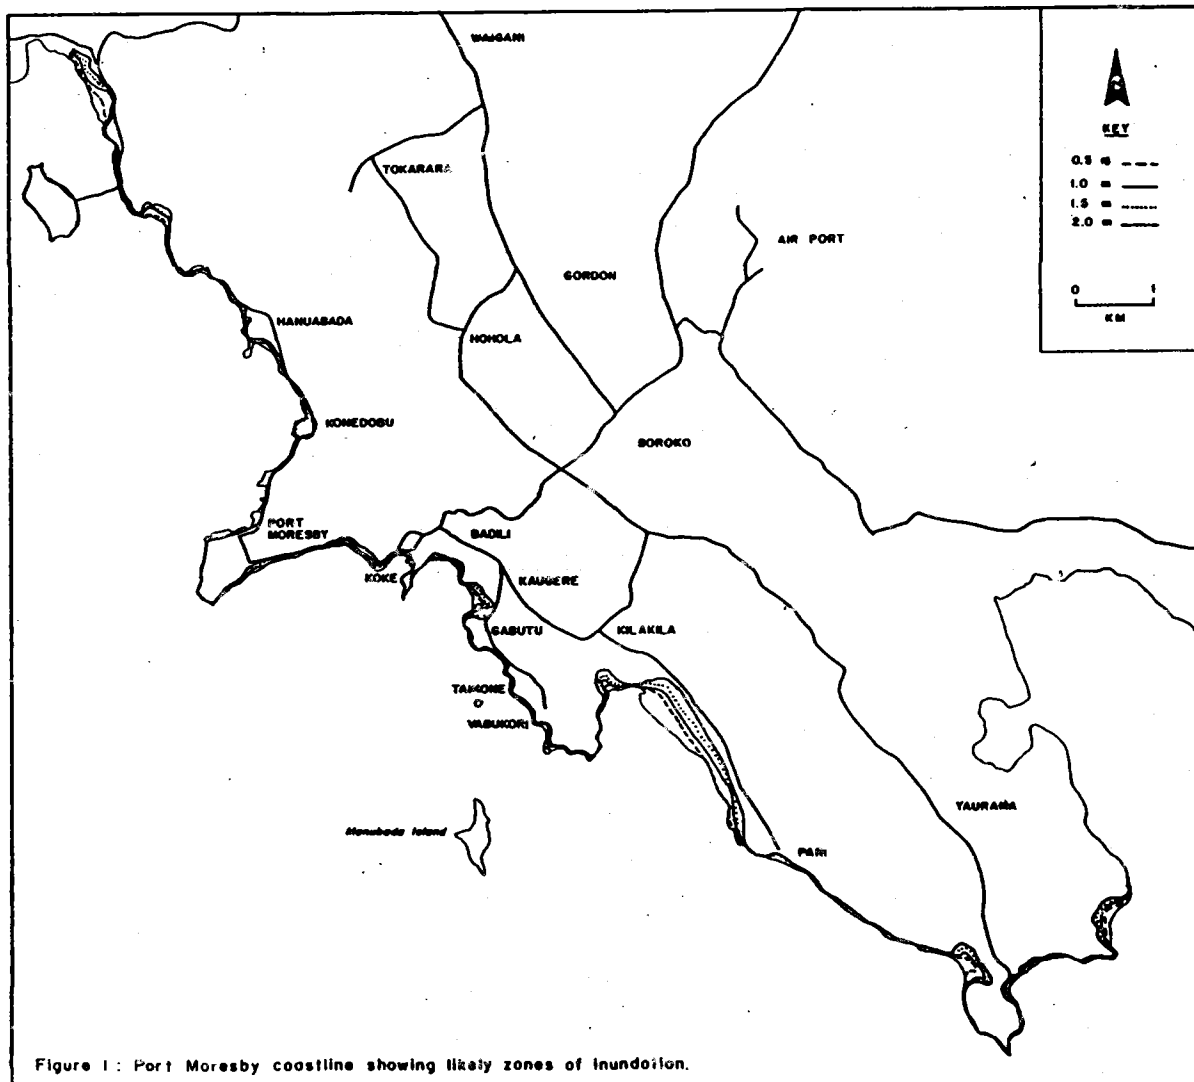 WAIGANI
TOKARARA
AIR PORT
GORDON
HANUABADA
HOHOLA
KONEDOBU
BOROKO
PORT
MORESBY
BADILI
KOKE
KAUGERE
GABUTU
KILAKILA
TAIKONE
VABUKORI
Manubada Island
TAURAMA
PARI
KEY
0.5 m
1.0 m
1.5 m
2.0 m
0 1
KM
Figure 1 : Port Moresby coastline showing likely zones of inundation.